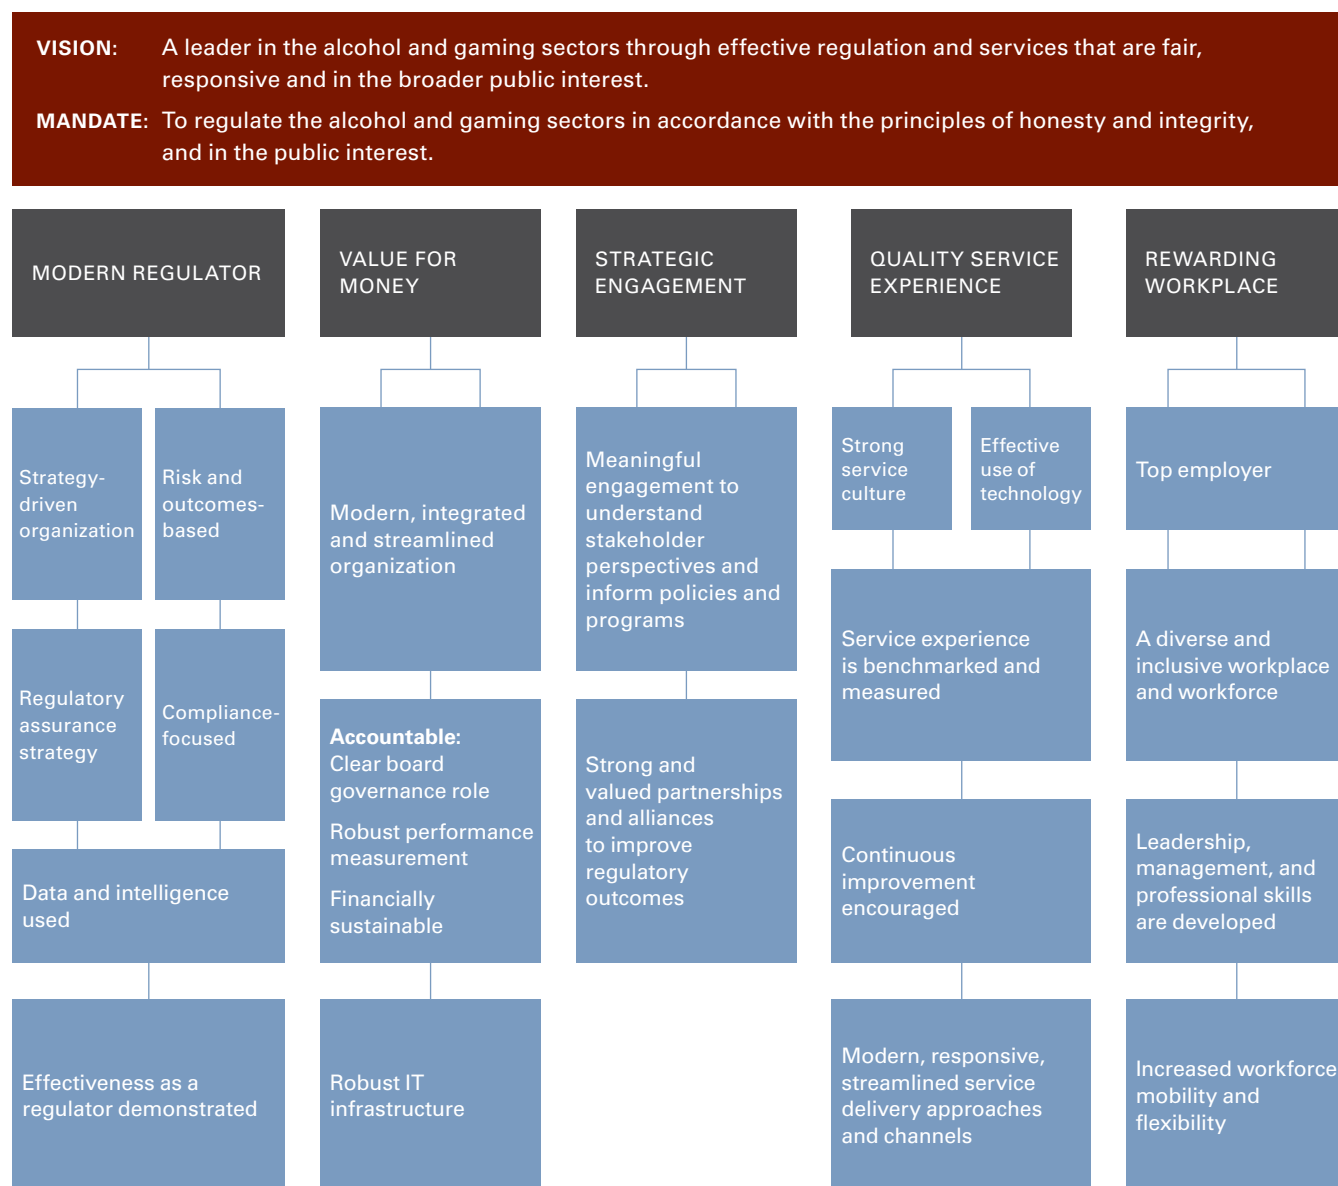 VISION: A leader in the alcohol and gaming sectors through effective regulation and services that are fair,
responsive and in the broader public interest.
MANDATE: To regulate the alcohol and gaming sectors in accordance with the principles of honesty and integrity,
and in the public interest.
MODERN REGULATOR
Strategy-
driven
organization
Risk and
outcomes-
based
Regulatory
assurance
strategy
Compliance-
focused
Data and intelligence
used
Effectiveness as a
regulator demonstrated
VALUE FOR
MONEY
Modern, integrated
and streamlined
organization
Accountable:
Clear board
governance role
Robust performance
measurement
Financially
sustainable
Robust IT
infrastructure
STRATEGIC
ENGAGEMENT
Meaningful
engagement to
understand
stakeholder
perspectives and
inform policies and
programs
Strong and
valued partnerships
and alliances
to improve
regulatory
outcomes
QUALITY SERVICE
EXPERIENCE
Strong
service
culture
Effective
use of
technology
Service experience
is benchmarked and
measured
Continuous
improvement
encouraged
Modern, responsive,
streamlined service
delivery approaches
and channels
REWARDING
WORKPLACE
Top employer
A diverse and
inclusive workplace
and workforce
Leadership,
management, and
professional skills
are developed
Increased workforce
mobility and
flexibility